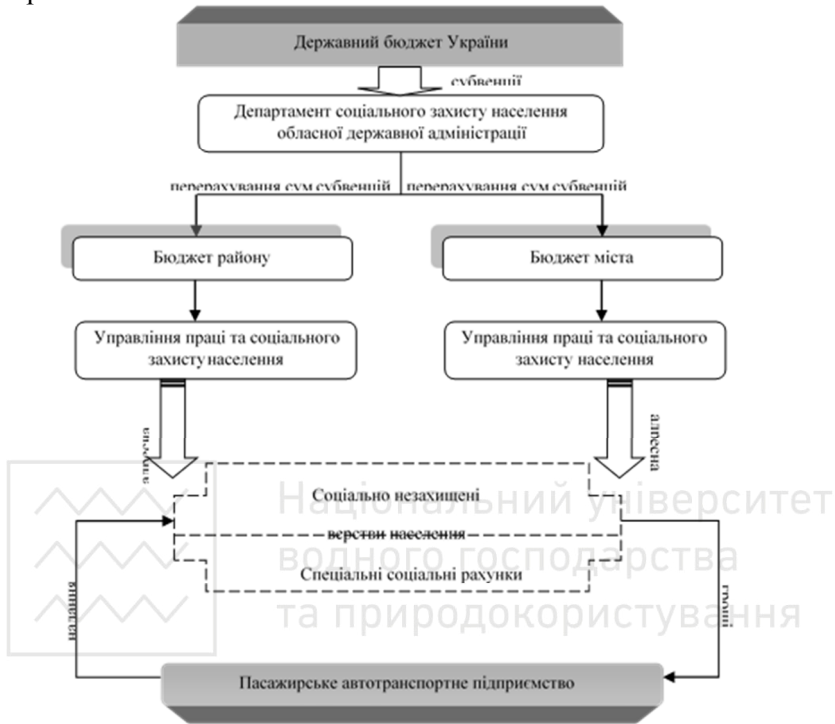 Державний бюджет України
субвенції
Департамент соціального захисту населення
обласної державної адміністрації
перерахування сум субвенцій
перерахування сум субвенцій
Бюджет району
Бюджет міста
Управління праці та соціального
захисту населення
Управління праці та соціального
захисту населення
адресна
адресна
Соціально незахищені
верстви населення
Спеціальні соціальні рахунки
Національний університет
водного господарства
та природокористування
надання
гроші
Пасажирське автотранспортне підприємство